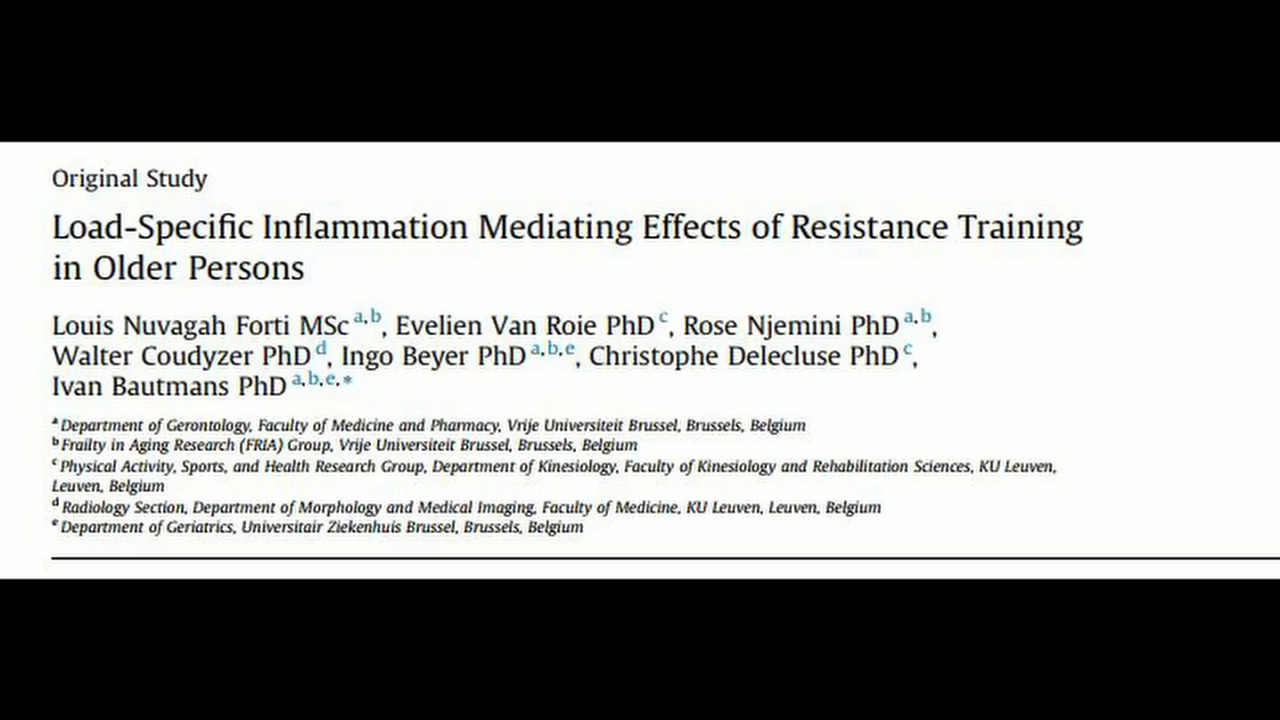 Original Study
Load-Specific Inflammation Mediating Effects of Resistance Training
in Older Persons
Louis Nuvagah Forti MSc a,b, Evelien Van Roie PhD c, Rose Njemini PhD a,b,
Walter Coudyzer PhD d, Ingo Beyer PhD a,b,e, Christophe Delecluse PhD c,
Ivan Bautmans PhD a,b,e,*
a Department of Gerontology, Faculty of Medicine and Pharmacy, Vrije Universiteit Brussel, Brussels, Belgium
b Frailty in Aging Research (FRIA) Group, Vrije Universiteit Brussel, Brussels, Belgium
c Physical Activity, Sports, and Health Research Group, Department of Kinesiology, Faculty of Kinesiology and Rehabilitation Sciences, KU Leuven,
Leuven, Belgium
d Radiology Section, Department of Morphology and Medical Imaging, Faculty of Medicine, KU Leuven, Leuven, Belgium
e Department of Geriatrics, Universitair Ziekenhuis Brussel, Brussels, Belgium